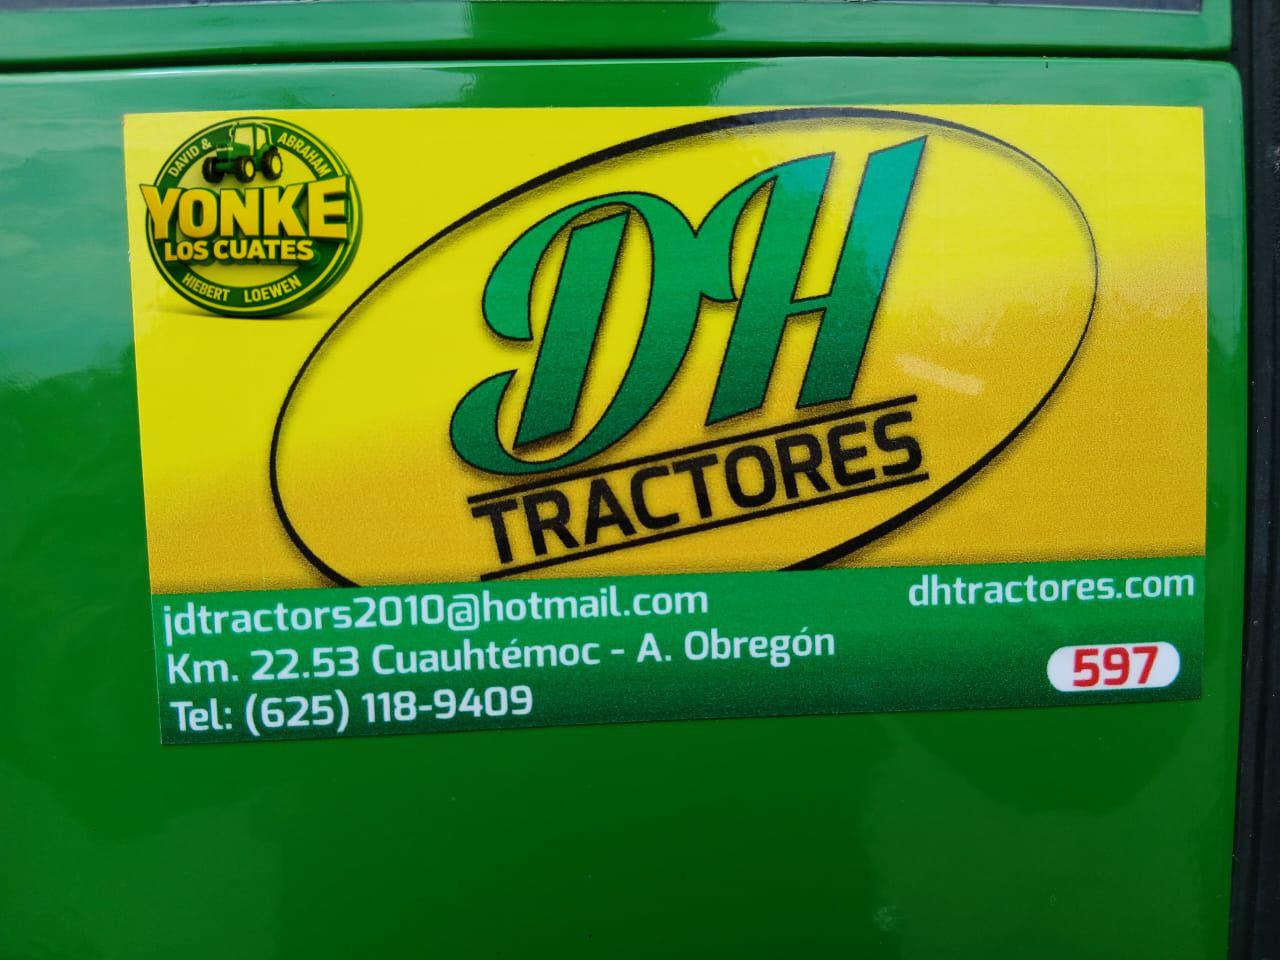 DAVID & ABRAHAM
YONKE
LOS CUATES
HIEBERT LOEWEN
DH
TRACTORES
jdtractors2010@hotmail.com
dhtractores.com
Km. 22.53 Cuauhtémoc - A. Obregón
597
Tel: (625) 118-9409